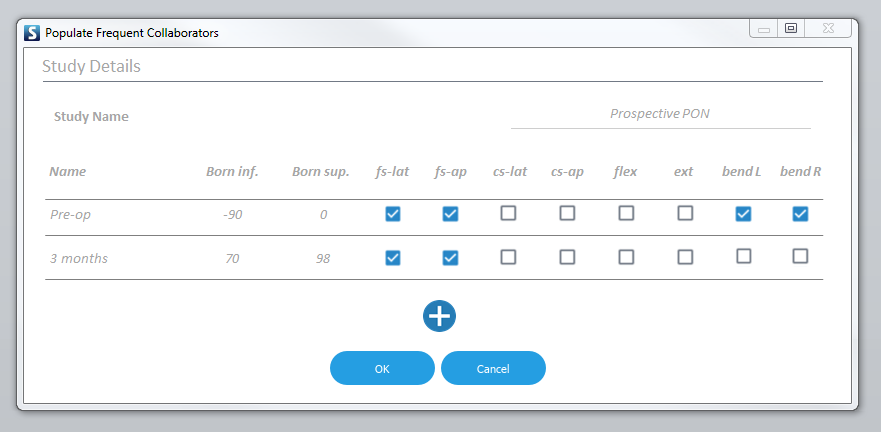 S Populate Frequent Collaborators
Study Details
Study Name Prospective PON
Name Born inf. Born sup. fs-lat fs-ap cs-lat cs-ap flex ext bend L bend R
Pre-op -90 0
3 months 70 98
OK Cancel